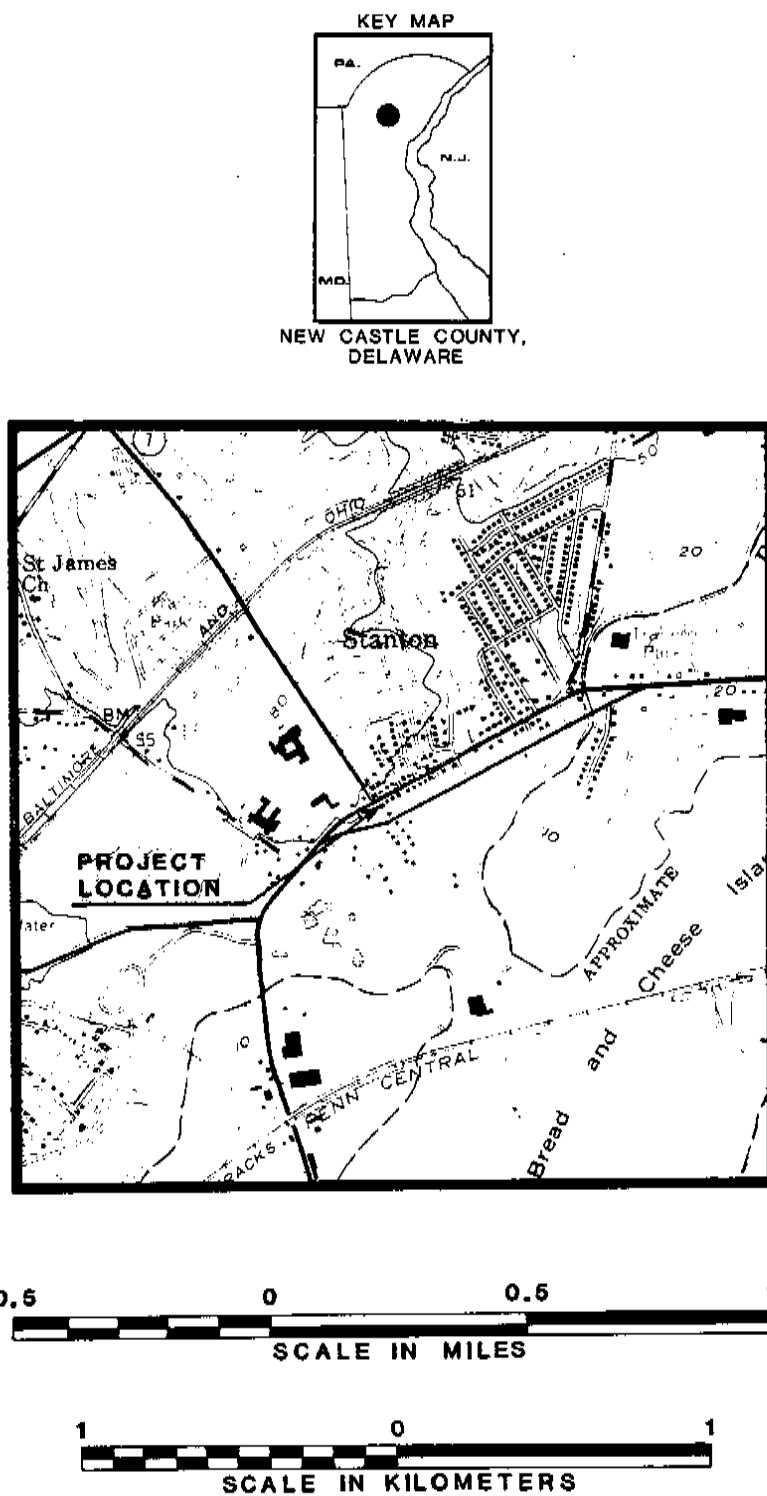 KEY MAP
PA.
N.J.
MD.
NEW CASTLE COUNTY,
DELAWARE
7
50
OHIO
61
St James
Ch
20
AND
Stanton
80
20
BM
55
BALTIMORE
10
PROJECT
LOCATION
APPROXIMATE
Bread and Cheese
10
PENN CENTRAL
0.5 0 0.5
SCALE IN MILES
1 0 1
SCALE IN KILOMETERS